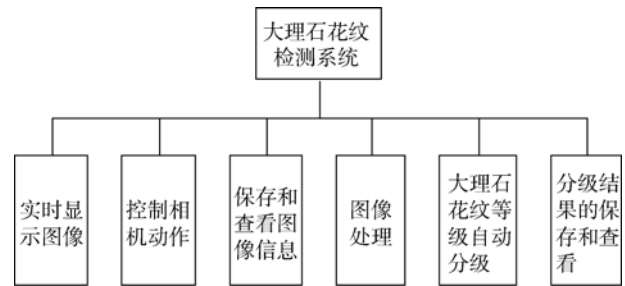 大理石花纹
检测系统
实时显
示图像
控制相
机动作
保存和
查看图
像信息
图像
处理
大理石
花纹等
级自动
分级
分级结
果的保
存和查
看